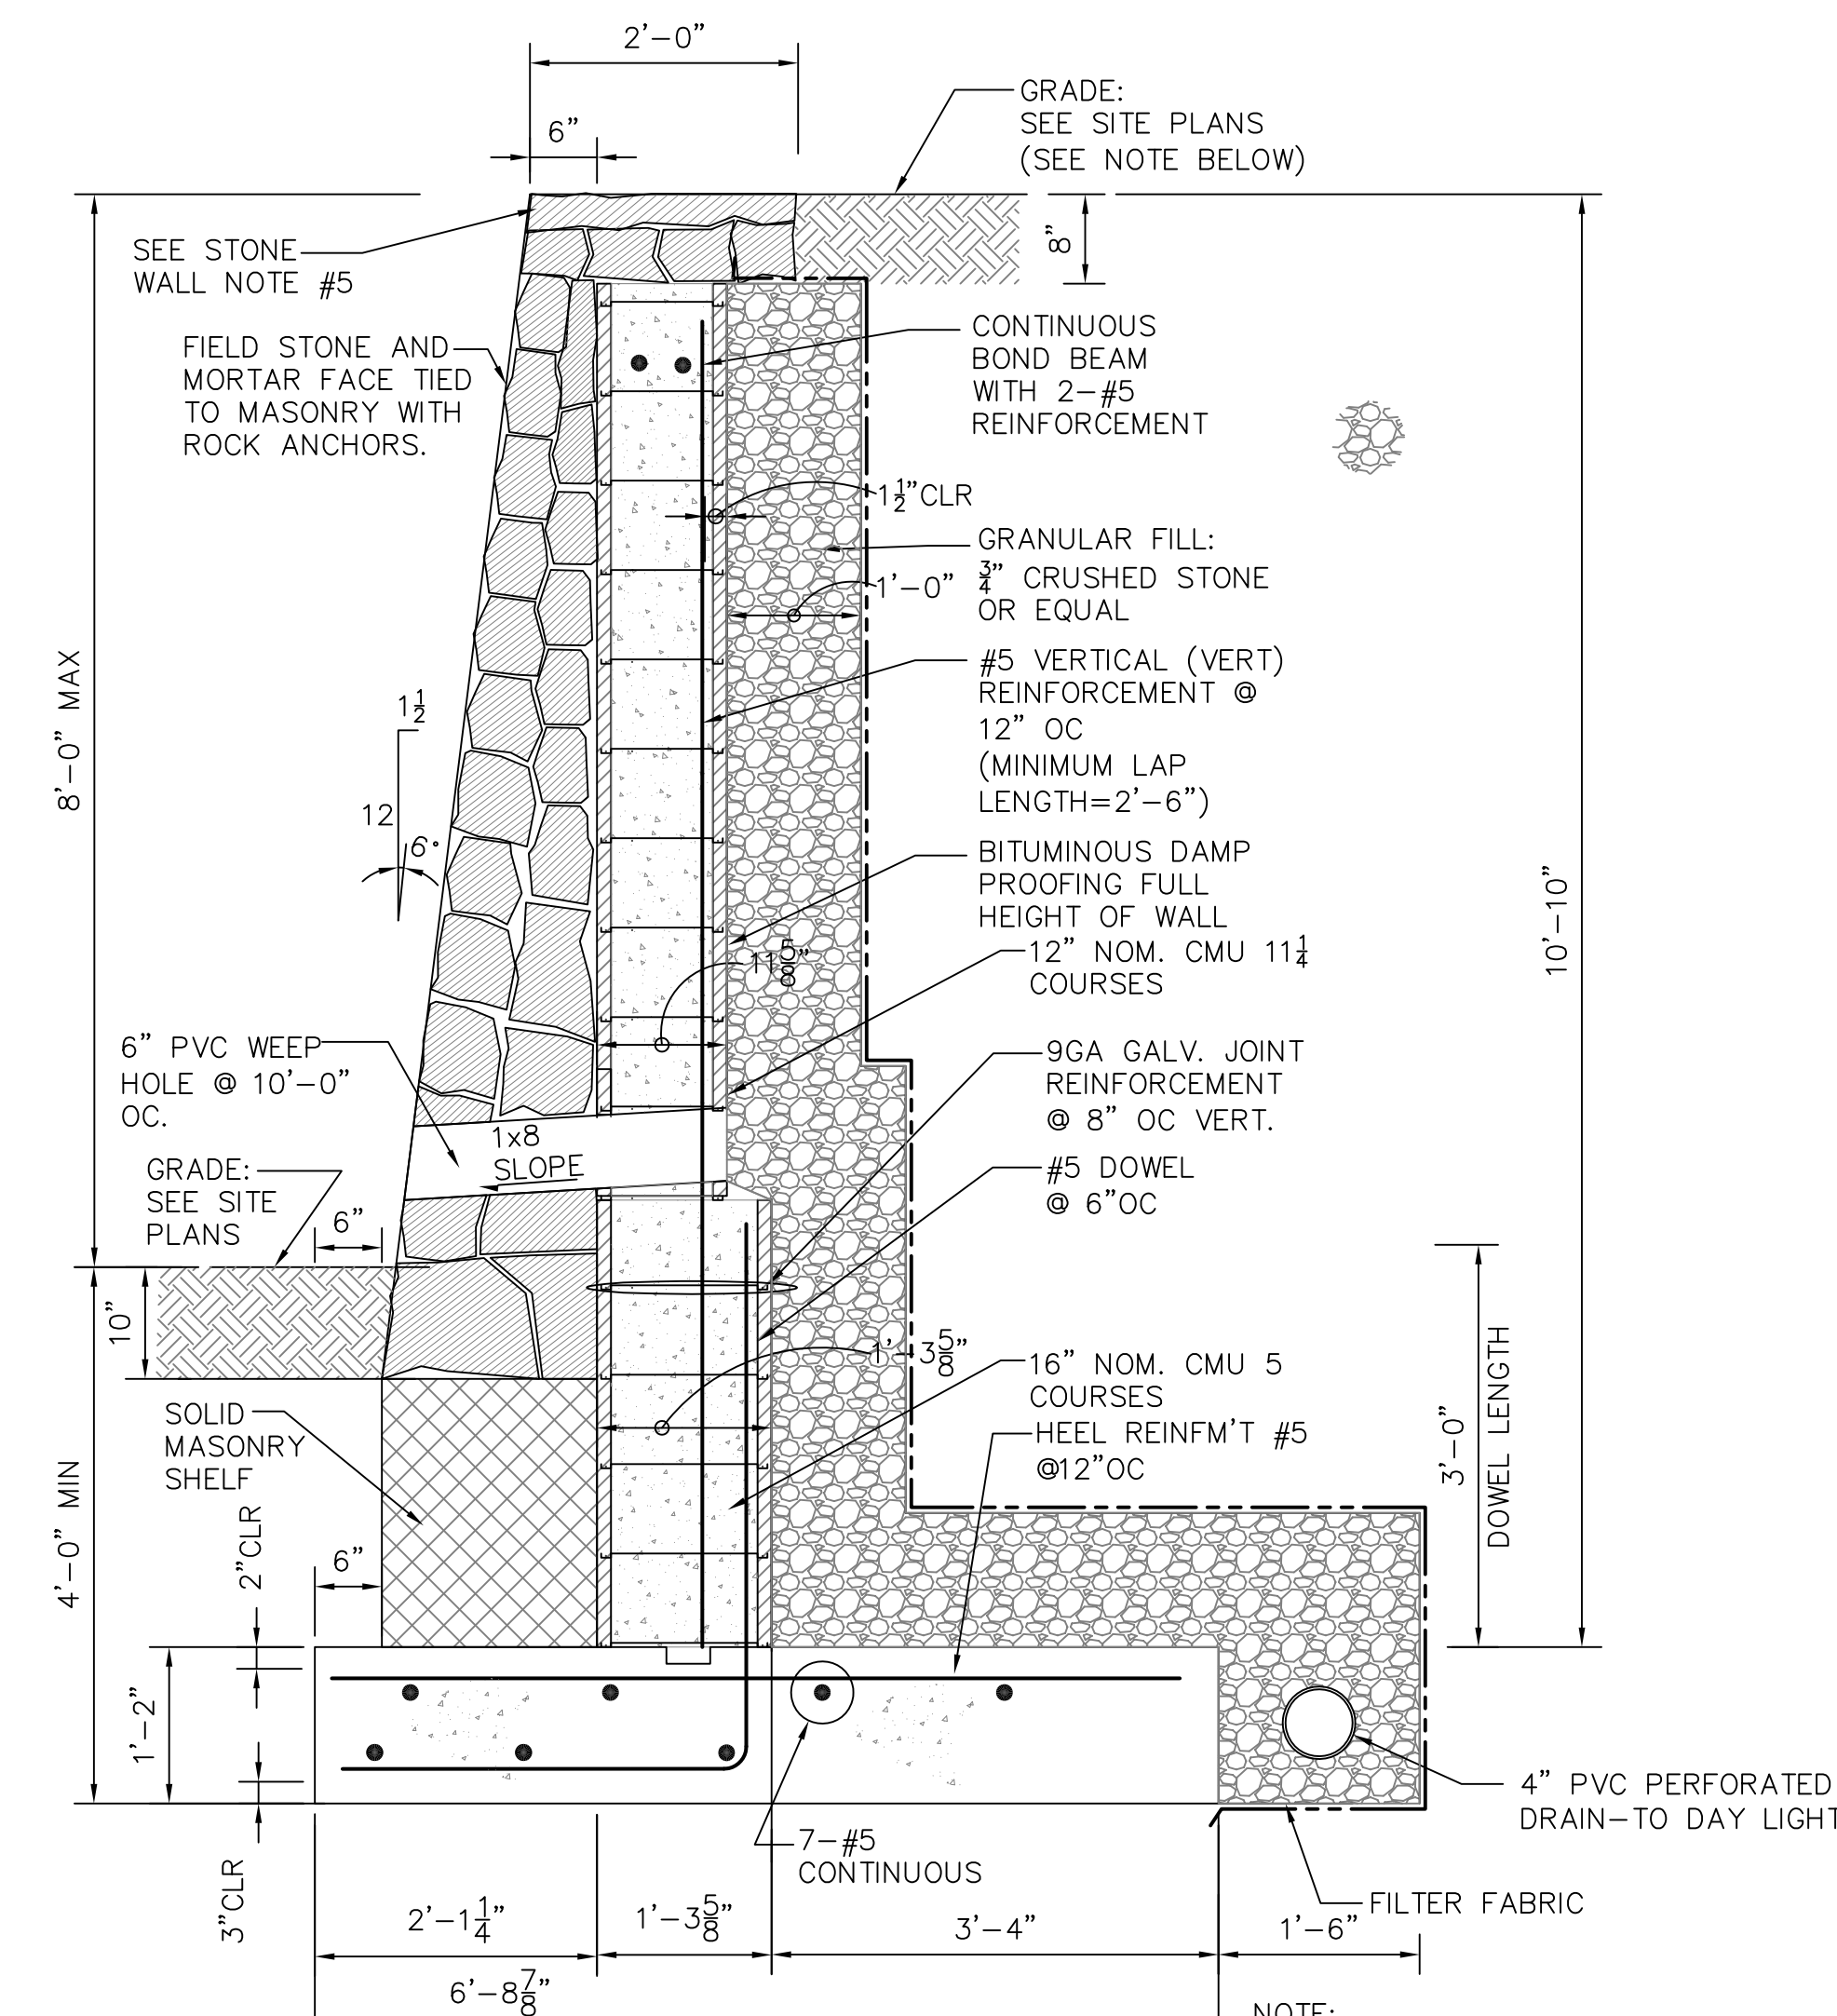 2'-0"
6"
GRADE:
SEE SITE PLANS
(SEE NOTE BELOW)
8"
SEE STONE
WALL NOTE #5
FIELD STONE AND
MORTAR FACE TIED
TO MASONRY WITH
ROCK ANCHORS.
CONTINUOUS
BOND BEAM
WITH 2-#5
REINFORCEMENT
1½"CLR
GRANULAR FILL:
¾" CRUSHED STONE
OR EQUAL
1'-0"
#5 VERTICAL (VERT)
REINFORCEMENT @
12" OC
(MINIMUM LAP
LENGTH=2'-6")
8'-0" MAX
1½
12
6°
BITUMINOUS DAMP
PROOFING FULL
HEIGHT OF WALL
11⅝"
12" NOM. CMU 11¼
COURSES
10'-10"
6" PVC WEEP
HOLE @ 10'-0"
OC.
9GA GALV. JOINT
REINFORCEMENT
@ 8" OC VERT.
1x8
SLOPE
GRADE:
SEE SITE
PLANS
6"
#5 DOWEL
@ 6"OC
10"
1'-3⅝"
16" NOM. CMU 5
COURSES
HEEL REINFM'T #5
@12"OC
3'-0"
DOWEL LENGTH
SOLID
MASONRY
SHELF
4'-0" MIN
2"CLR
6"
1'-2"
3"CLR
4" PVC PERFORATED
DRAIN-TO DAY LIGHT
7-#5
CONTINUOUS
FILTER FABRIC
2'-1¼"
1'-3⅝"
3'-4"
1'-6"
6'-8⅞"
NOTE: